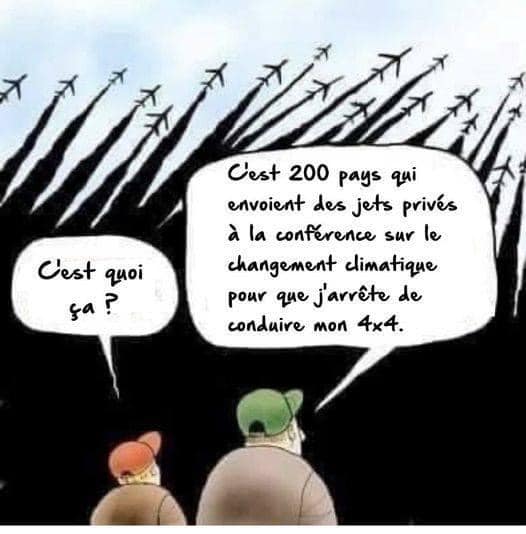 C'est quoi
ça ?
C'est 200 pays qui
envoient des jets privés
à la conférence sur le
changement climatique
pour que j'arrête de
conduire mon 4x4.